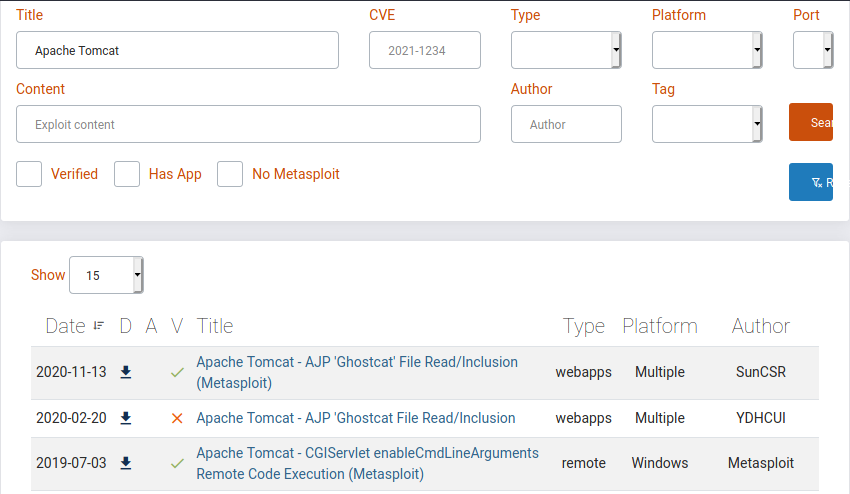 Title CVE Type Platform Port
Apache Tomcat 2021-1234
Content Author Tag
Exploit content Author Sear
Verified Has App No Metasploit
R
Show 15
Date D A V Title Type Platform Author
2020-11-13 Apache Tomcat - AJP 'Ghostcat' File Read/Inclusion
(Metasploit) webapps Multiple SunCSR
2020-02-20 Apache Tomcat - AJP 'Ghostcat File Read/Inclusion webapps Multiple YDHCUI
2019-07-03 Apache Tomcat - CGIServlet enableCmdLineArguments
Remote Code Execution (Metasploit) remote Windows Metasploit